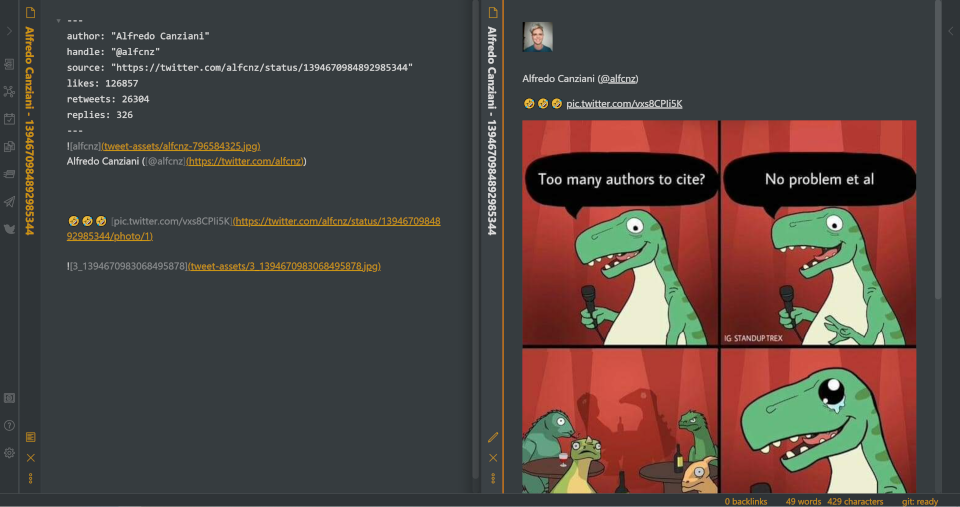 Alfredo Canziani - 1394670984892985344
---
author: "Alfredo Canziani"
handle: "@alfcnz"
source: "https://twitter.com/alfcnz/status/1394670984892985344"
likes: 126857
retweets: 26304
replies: 326
---
![alfcnz](tweet-assets/alfcnz-796584325.jpg)
Alfredo Canziani ([@alfcnz](https://twitter.com/alfcnz))
🤣 🤣 🤣 [pic.twitter.com/vxs8CPIi5K](https://twitter.com/alfcnz/status/13946709848
92985344/photo/1)
![3_1394670983068495878](tweet-assets/3_1394670983068495878.jpg)
Alfredo Canziani - 1394670984892985344
Alfredo Canziani (@alfcnz)
🤣 🤣 🤣 pic.twitter.com/vxs8CPIi5K
Too many authors to cite?
No problem et al
IG STANDUPTREX
0 backlinks 49 words 429 characters git: ready